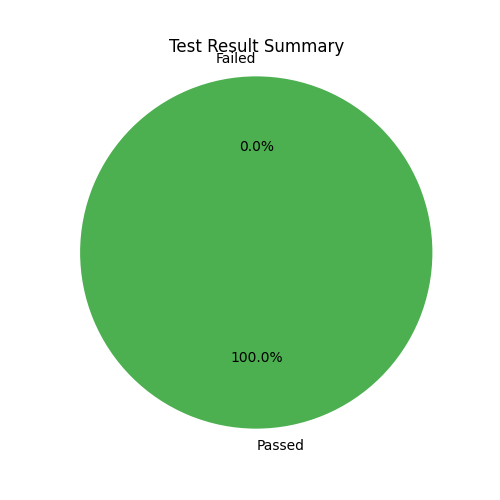 Test Result Summary
Failed
0.0%
100.0%
Passed